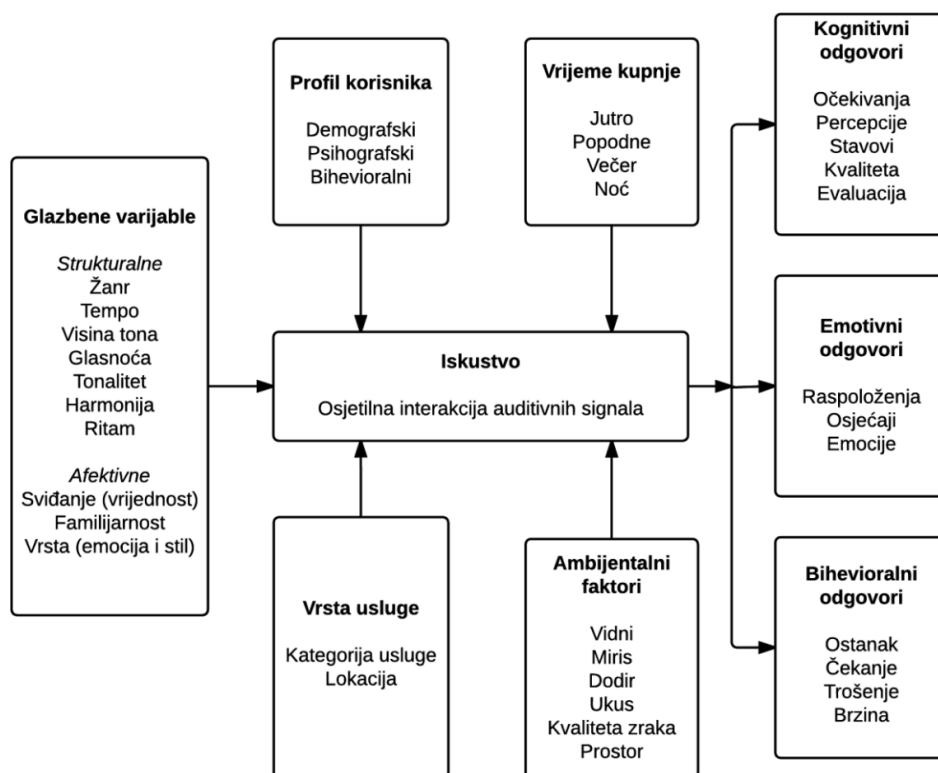 Glazbene varijable
Strukturalne
Žanr
Tempo
Visina tona
Glasnoća
Tonalitet
Harmonija
Ritam
Afektivne
Sviđanje (vrijednost)
Familijarnost
Vrsta (emocija i stil)
Profil korisnika
Demografski
Psihografski
Bihevioralni
Vrijeme kupnje
Jutro
Popodne
Večer
Noć
Iskustvo
Osjetilna interakcija auditivnih signala
Vrsta usluge
Kategorija usluge
Lokacija
Ambijentalni
faktori
Vidni
Miris
Dodir
Ukus
Kvaliteta zraka
Prostor
Kognitivni
odgovori
Očekivanja
Percepcije
Stavovi
Kvaliteta
Evaluacija
Emotivni
odgovori
Raspoloženja
Osjećaji
Emocije
Bihevioralni
odgovori
Ostanak
Čekanje
Trošenje
Brzina